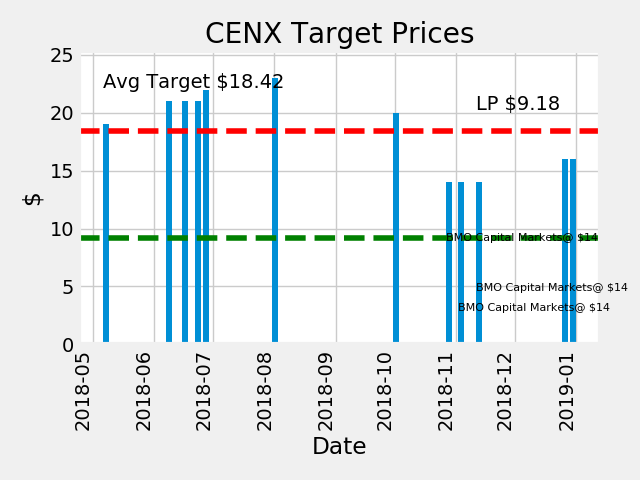 CENX Target Prices
25
Avg Target $18.42
LP $9.18
20
15
10
BMO Capital Markets@ $14
5
BMO Capital Markets@ $14
BMO Capital Markets@ $14
0
$
2018-05
2018-06
2018-07
2018-08
2018-09
2018-10
2018-11
2018-12
2019-01
Date